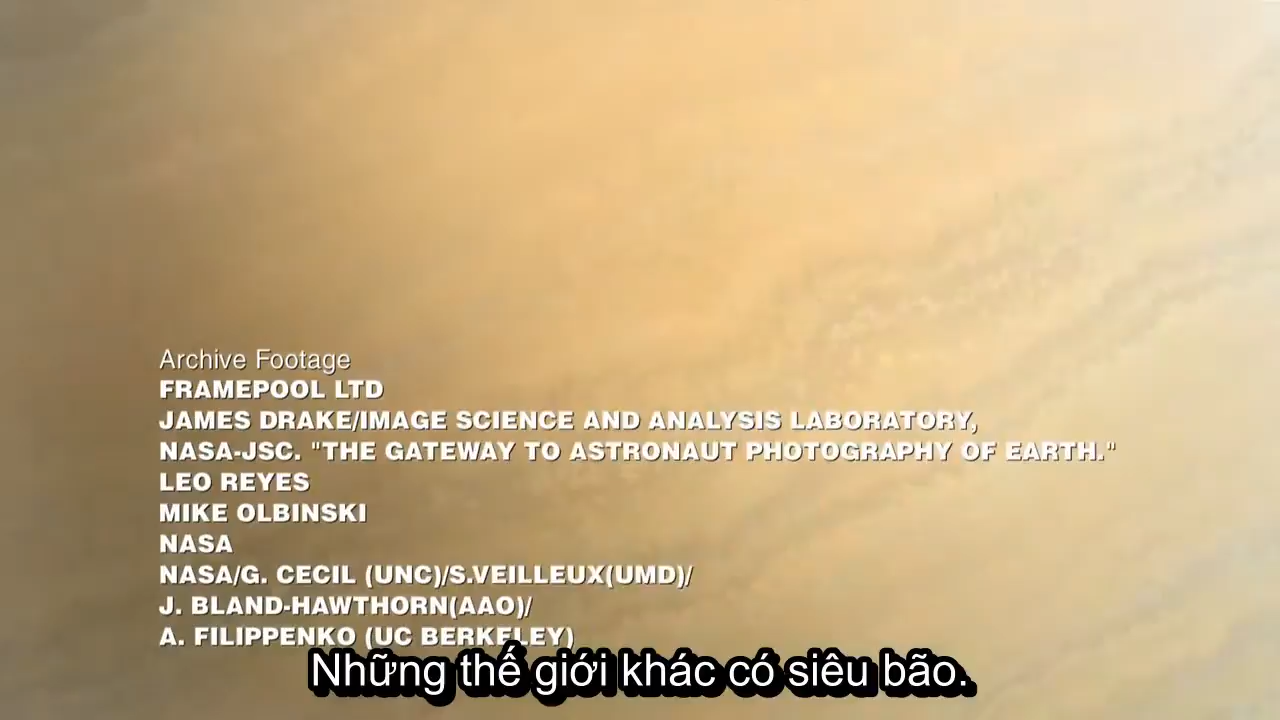 Archive Footage
FRAMEPOOL LTD
JAMES DRAKE/IMAGE SCIENCE AND ANALYSIS LABORATORY,
NASA-JSC. "THE GATEWAY TO ASTRONAUT PHOTOGRAPHY OF EARTH."
LEO REYES
MIKE OLBINSKI
NASA
NASA/G. CECIL (UNC)/S.VEILLEUX(UMD)/
J. BLAND-HAWTHORN(AAO)/
A. FILIPPENKO (UC BERKELEY)
Những thế giới khác có siêu bão.